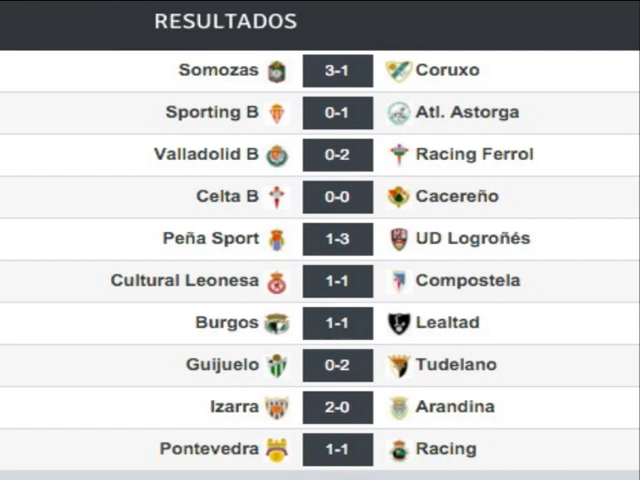 RESULTADOS
Somozas 3-1 Coruxo
Sporting B 0-1 Atl. Astorga
Valladolid B 0-2 Racing Ferrol
Celta B 0-0 Cacereño
Peña Sport 1-3 UD Logroñés
Cultural Leonesa 1-1 Compostela
Burgos 1-1 Lealtad
Guijuelo 0-2 Tudelano
Izarra 2-0 Arandina
Pontevedra 1-1 Racing